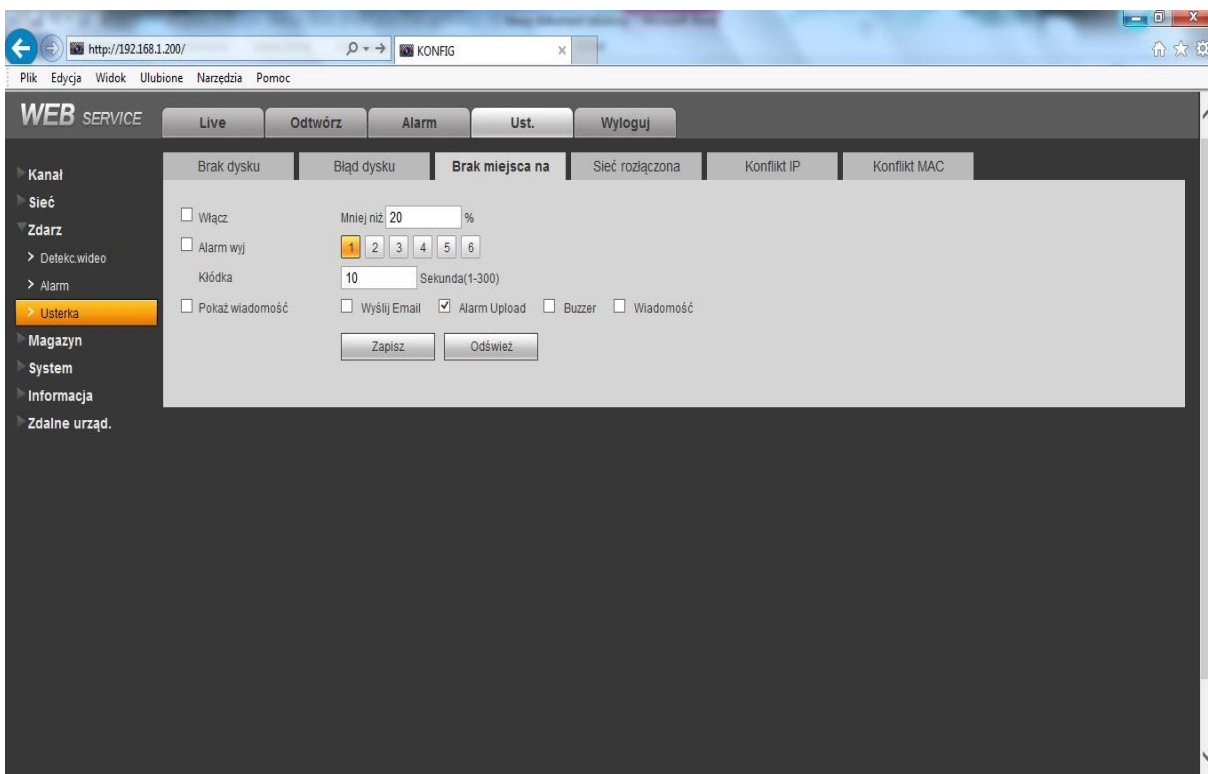 http://192.168.1.200/ KONFIG
Plik Edycja Widok Ulubione Narzędzia Pomoc
WEB SERVICE
Live Odtwórz Alarm Ust. Wyloguj
Brak dysku Błąd dysku Brak miejsca na Sieć rozłączona Konflikt IP Konflikt MAC
Kanał
Sieć
Zdarz
Detekc.wideo
Alarm
Usterka
Magazyn
System
Informacja
Zdalne urząd.
Włącz Mniej niż 20 %
Alarm wyj 1 2 3 4 5 6
Kłódka 10 Sekunda(1-300)
Pokaż wiadomość Wyślij Email Alarm Upload Buzzer Wiadomość
Zapisz Odśwież